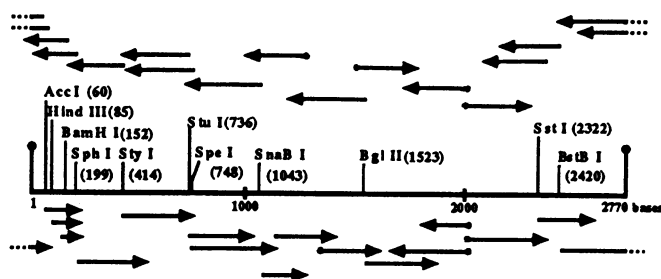 AccI (60)
Hind III (85)
BamH I (152)
Sph I (199)
Sty I (414)
Stu I (736)
Spe I (748)
SnaB I (1043)
Bgl II (1523)
Sst I (2322)
BstB I (2420)
1 1000 2000 2770 bases